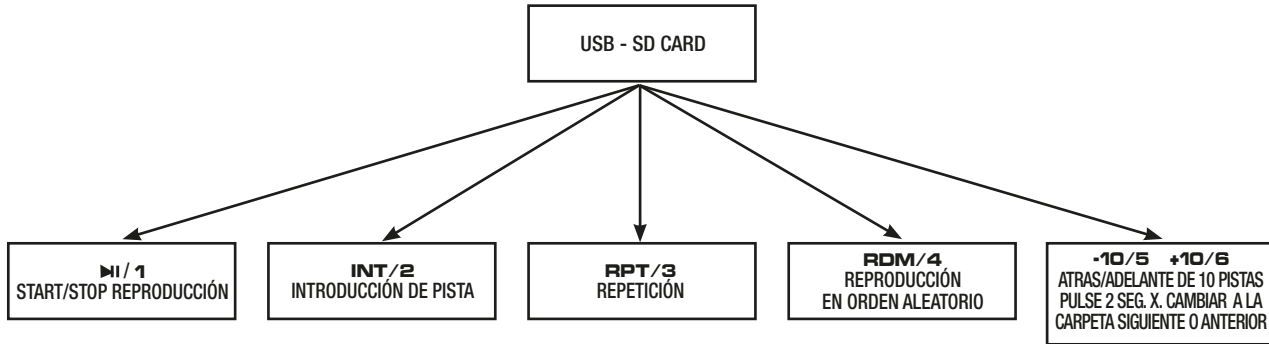 USB - SD CARD
⏯/1
START/STOP REPRODUCCIÓN
INT/2
INTRODUCCIÓN DE PISTA
RPT/3
REPETICIÓN
RDM/4
REPRODUCCIÓN
EN ORDEN ALEATORIO
-10/5 +10/6
ATRAS/ADELANTE DE 10 PISTAS
PULSE 2 SEG. X. CAMBIAR A LA
CARPETA SIGUIENTE O ANTERIOR